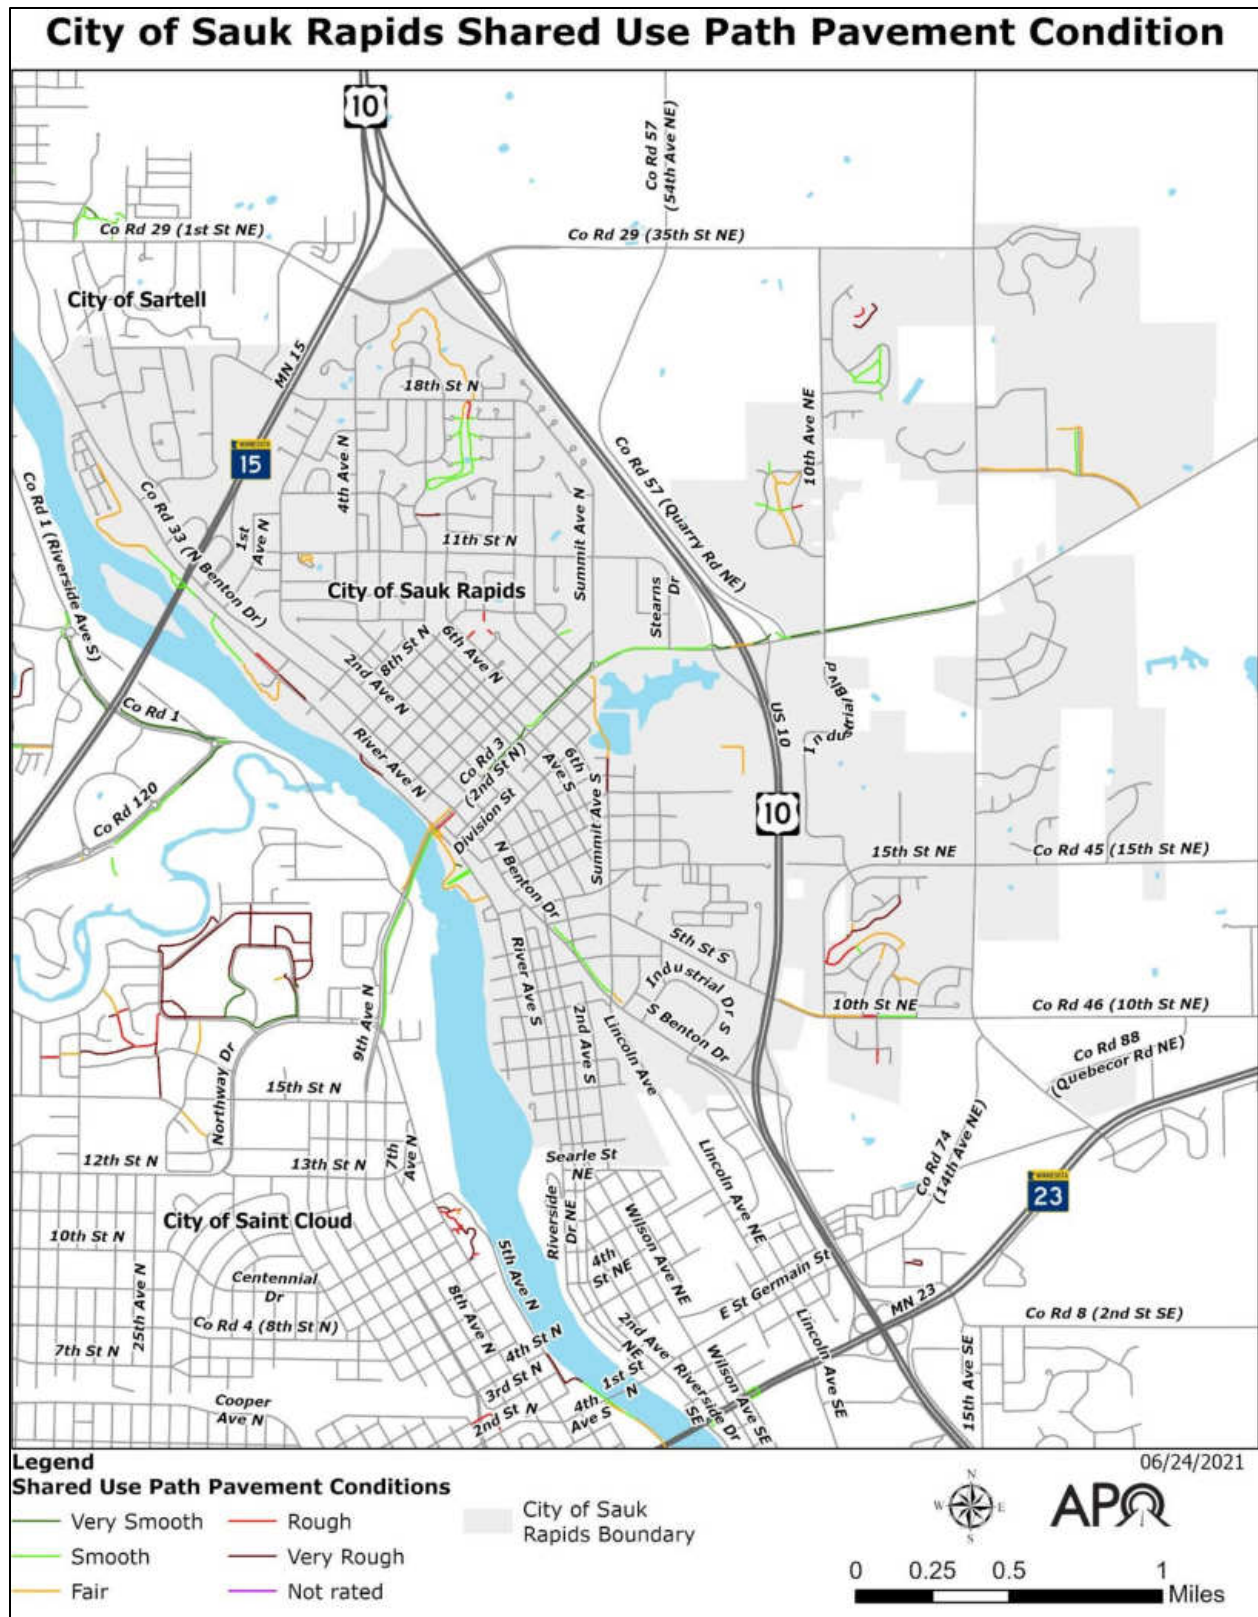 City of Sauk Rapids Shared Use Path Pavement Condition
10
Co Rd 57
(54th Ave NE)
Co Rd 29 (1st St NE)
Co Rd 29 (35th St NE)
City of Sartell
MN 15
18th St N
10th Ave NE
MINNESOTA
15
4th Ave N
Co Rd 57 (Quarry Rd NE)
Co Rd 1 (Riverside Ave S)
Co Rd 33 (N Benton Dr)
1st
Ave N
Summit Ave N
11th St N
City of Sauk Rapids
Stearns
Dr
8th St N
6th Ave N
2nd Ave N
Industrial Blvd
Co Rd 1
US 10
River Ave N
Co Rd 3
(2nd St N)
6th
Ave S
Co Rd 120
Division St
Summit Ave S
10
N Benton Dr
15th St NE
Co Rd 45 (15th St NE)
5th St S
River Ave S
Industrial Dr S
9th Ave N
2nd Ave S
10th St NE
Co Rd 46 (10th St NE)
S Benton Dr
Lincoln Ave
Northway Dr
Co Rd 88
(Quebecor Rd NE)
15th St N
12th St N
13th St N
7th
Ave N
Searle St
NE
Lincoln Ave NE
Co Rd 74
(14th Ave NE)
MINNESOTA
23
City of Saint Cloud
10th St N
Riverside
Dr NE
Wilson Ave NE
4th
St NE
5th Ave N
E St Germain St
Centennial
Dr
25th Ave N
8th Ave N
MN 23
Co Rd 4 (8th St N)
Co Rd 8 (2nd St SE)
7th St N
4th St N
2nd Ave
NE
Lincoln Ave SE
3rd St N
1st St
N
Riverside Dr
SE
Wilson Ave SE
15th Ave SE
Cooper
Ave N
2nd St N
4th
Ave S
Legend
06/24/2021
Shared Use Path Pavement Conditions
Very Smooth
Smooth
Fair
Rough
Very Rough
Not rated
City of Sauk
Rapids Boundary
N
W
E
S
APO
0 0.25 0.5 1
Miles